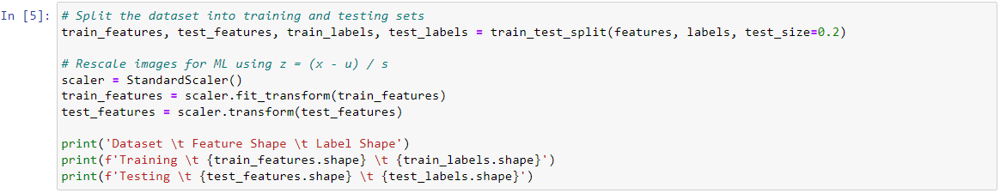 In [5]: # Split the dataset into training and testing sets
train_features, test_features, train_labels, test_labels = train_test_split(features, labels, test_size=0.2)
# Rescale images for ML using z = (x - u) / s
scaler = StandardScaler()
train_features = scaler.fit_transform(train_features)
test_features = scaler.transform(test_features)
print('Dataset \t Feature Shape \t Label Shape')
print(f'Training \t {train_features.shape} \t {train_labels.shape}')
print(f'Testing \t {test_features.shape} \t {test_labels.shape}')